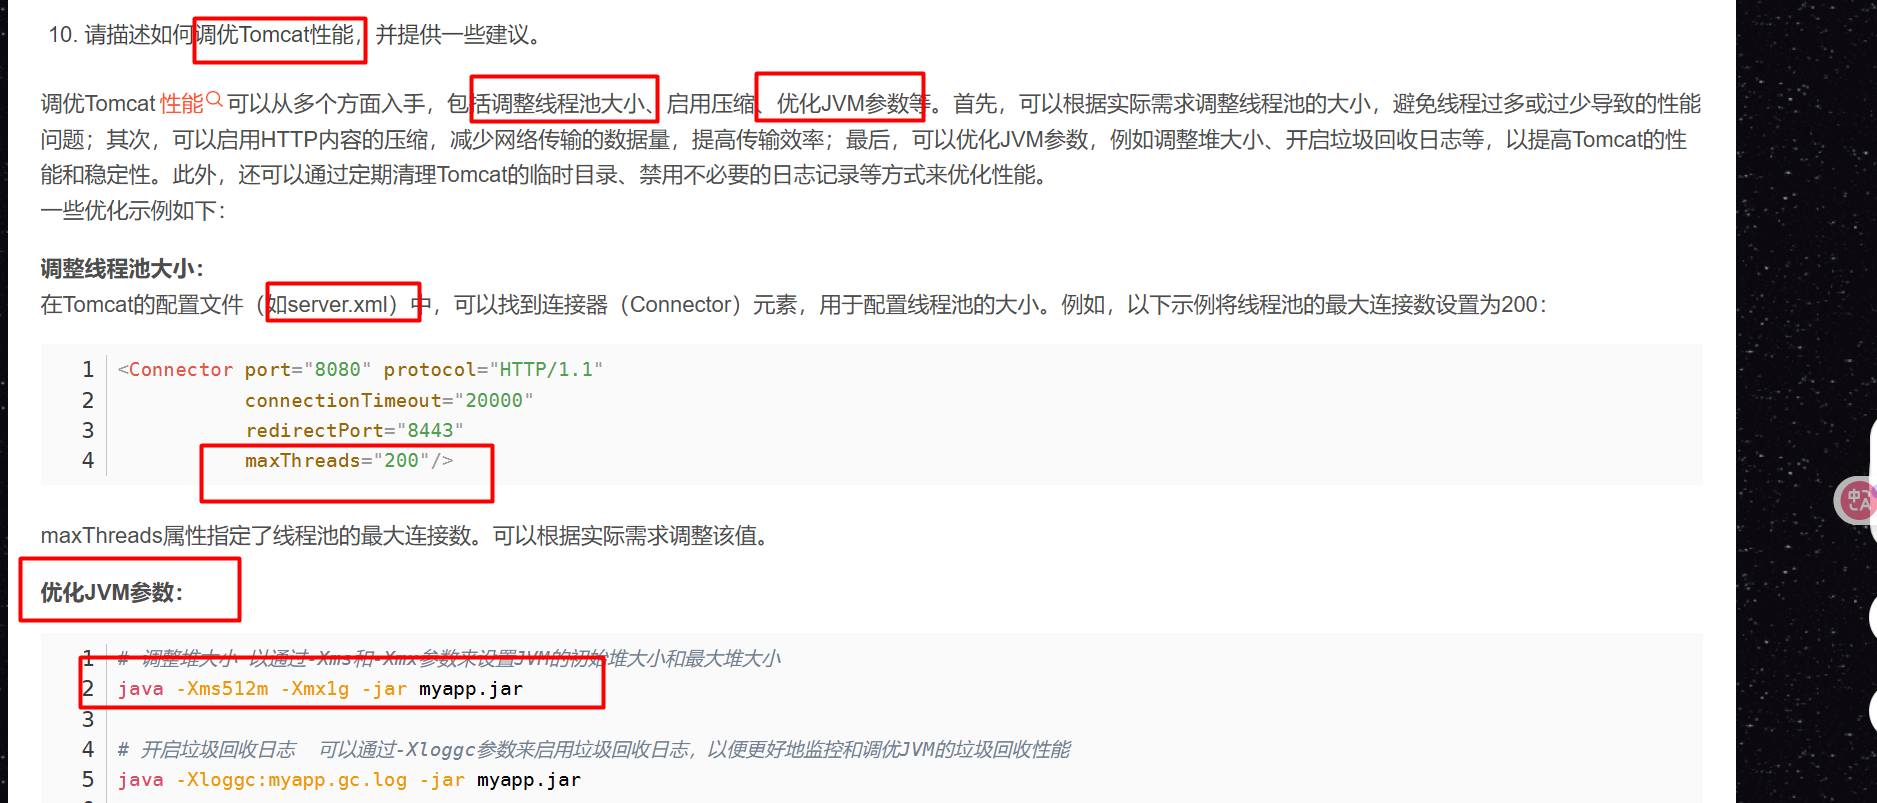 10. 请描述如何调优Tomcat性能，并提供一些建议。
调优Tomcat 性能 可以从多个方面入手，包括调整线程池大小、启用压缩、优化JVM参数等。首先，可以根据实际需求调整线程池的大小，避免线程过多或过少导致的性能
问题；其次，可以启用HTTP内容的压缩，减少网络传输的数据量，提高传输效率；最后，可以优化JVM参数，例如调整堆大小、开启垃圾回收日志等，以提高Tomcat的性
能和稳定性。此外，还可以通过定期清理Tomcat的临时目录、禁用不必要的日志记录等方式来优化性能。
一些优化示例如下：
调整线程池大小：
在Tomcat的配置文件（如server.xml）中，可以找到连接器（Connector）元素，用于配置线程池的大小。例如，以下示例将线程池的最大连接数设置为200：
1 <Connector port="8080" protocol="HTTP/1.1"
2 connectionTimeout="20000"
3 redirectPort="8443"
4 maxThreads="200"/>
maxThreads属性指定了线程池的最大连接数。可以根据实际需求调整该值。
优化JVM参数：
1 # 调整堆大小 以通过-Xms和-Xmx参数来设置JVM的初始堆大小和最大堆大小
2 java -Xms512m -Xmx1g -jar myapp.jar
3
4 # 开启垃圾回收日志 可以通过-Xloggc参数来启用垃圾回收日志，以便更好地监控和调优JVM的垃圾回收性能
5 java -Xloggc:myapp.gc.log -jar myapp.jar
中
A